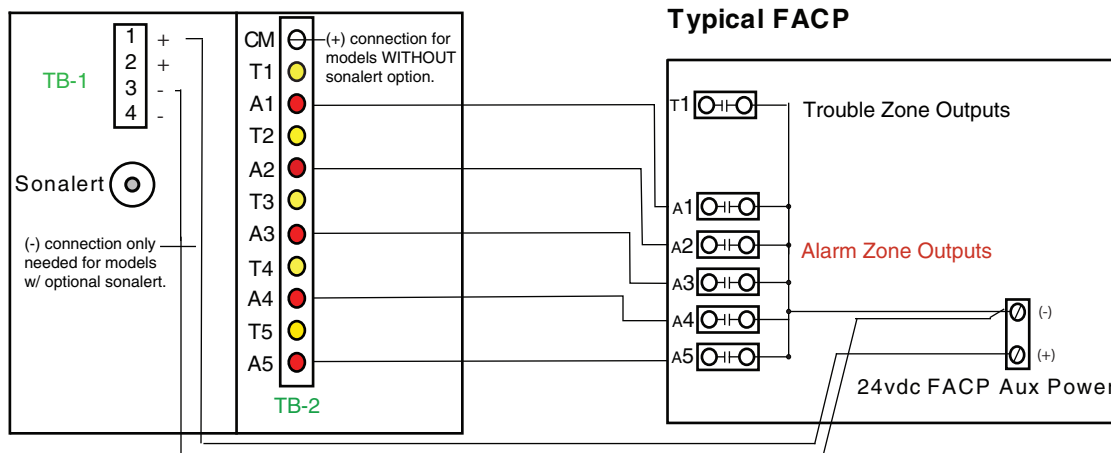 Typical FACP
TB-1
1 +
2 +
3 -
4 -
Sonalert
(-) connection only
needed for models
w/ optional sonalert.
CM
T1
A1
T2
A2
T3
A3
T4
A4
T5
A5
TB-2
(+) connection for
models WITHOUT
sonalert option.
T1
Trouble Zone Outputs
A1
A2
A3
A4
A5
Alarm Zone Outputs
(-)
(+)
24vdc FACP Aux Power